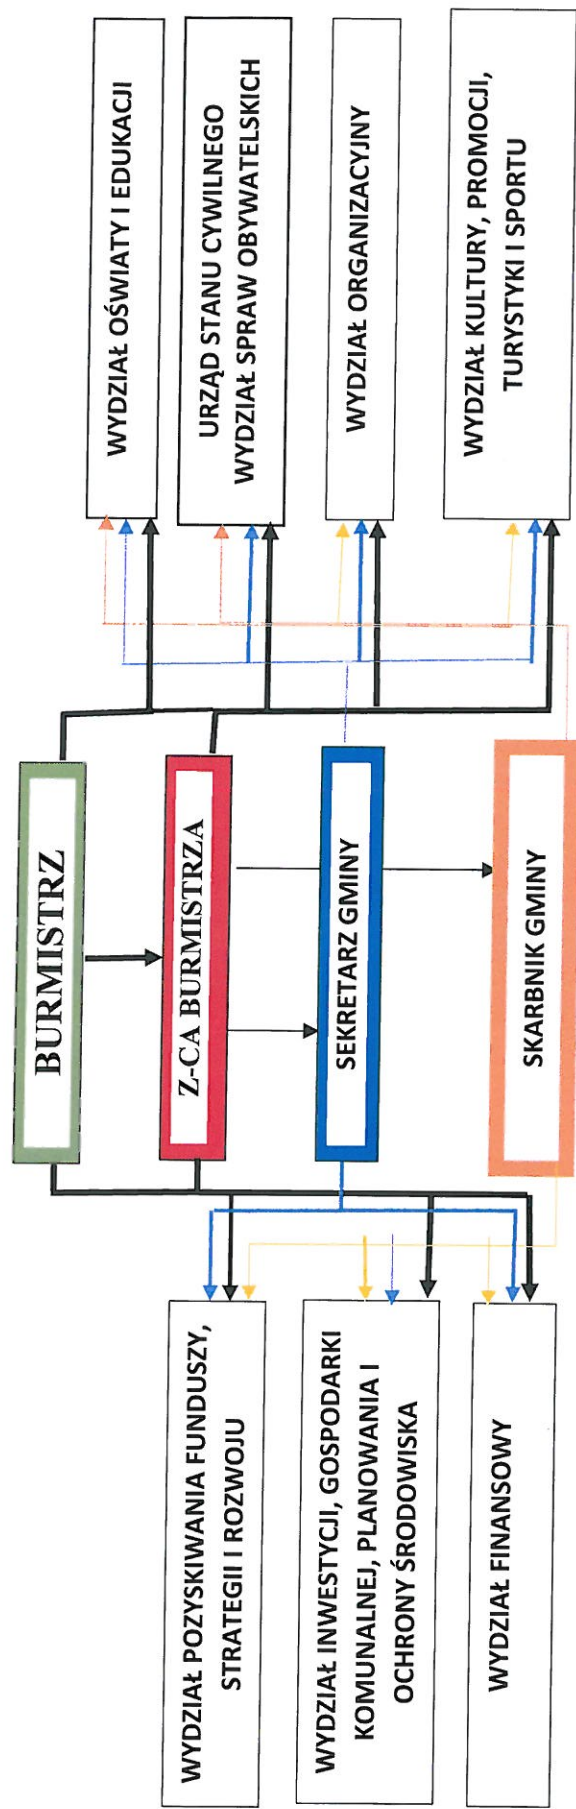 BURMISTRZ
Z-CA BURMISTRZA
SEKRETARZ GMINY
SKARBNIK GMINY
WYDZIAŁ POZYSKIWANIA FUNDUSZY,
STRATEGII I ROZWOJU
WYDZIAŁ INWESTYCJI, GOSPODARKI
KOMUNALNEJ, PLANOWANIA I
OCHRONY ŚRODOWISKA
WYDZIAŁ FINANSOWY
WYDZIAŁ OŚWIATY I EDUKACJI
URZĄD STANU CYWILNEGO
WYDZIAŁ SPRAW OBYWATELSKICH
WYDZIAŁ ORGANIZACYJNY
WYDZIAŁ KULTURY, PROMOCJI,
TURYSTYKI I SPORTU